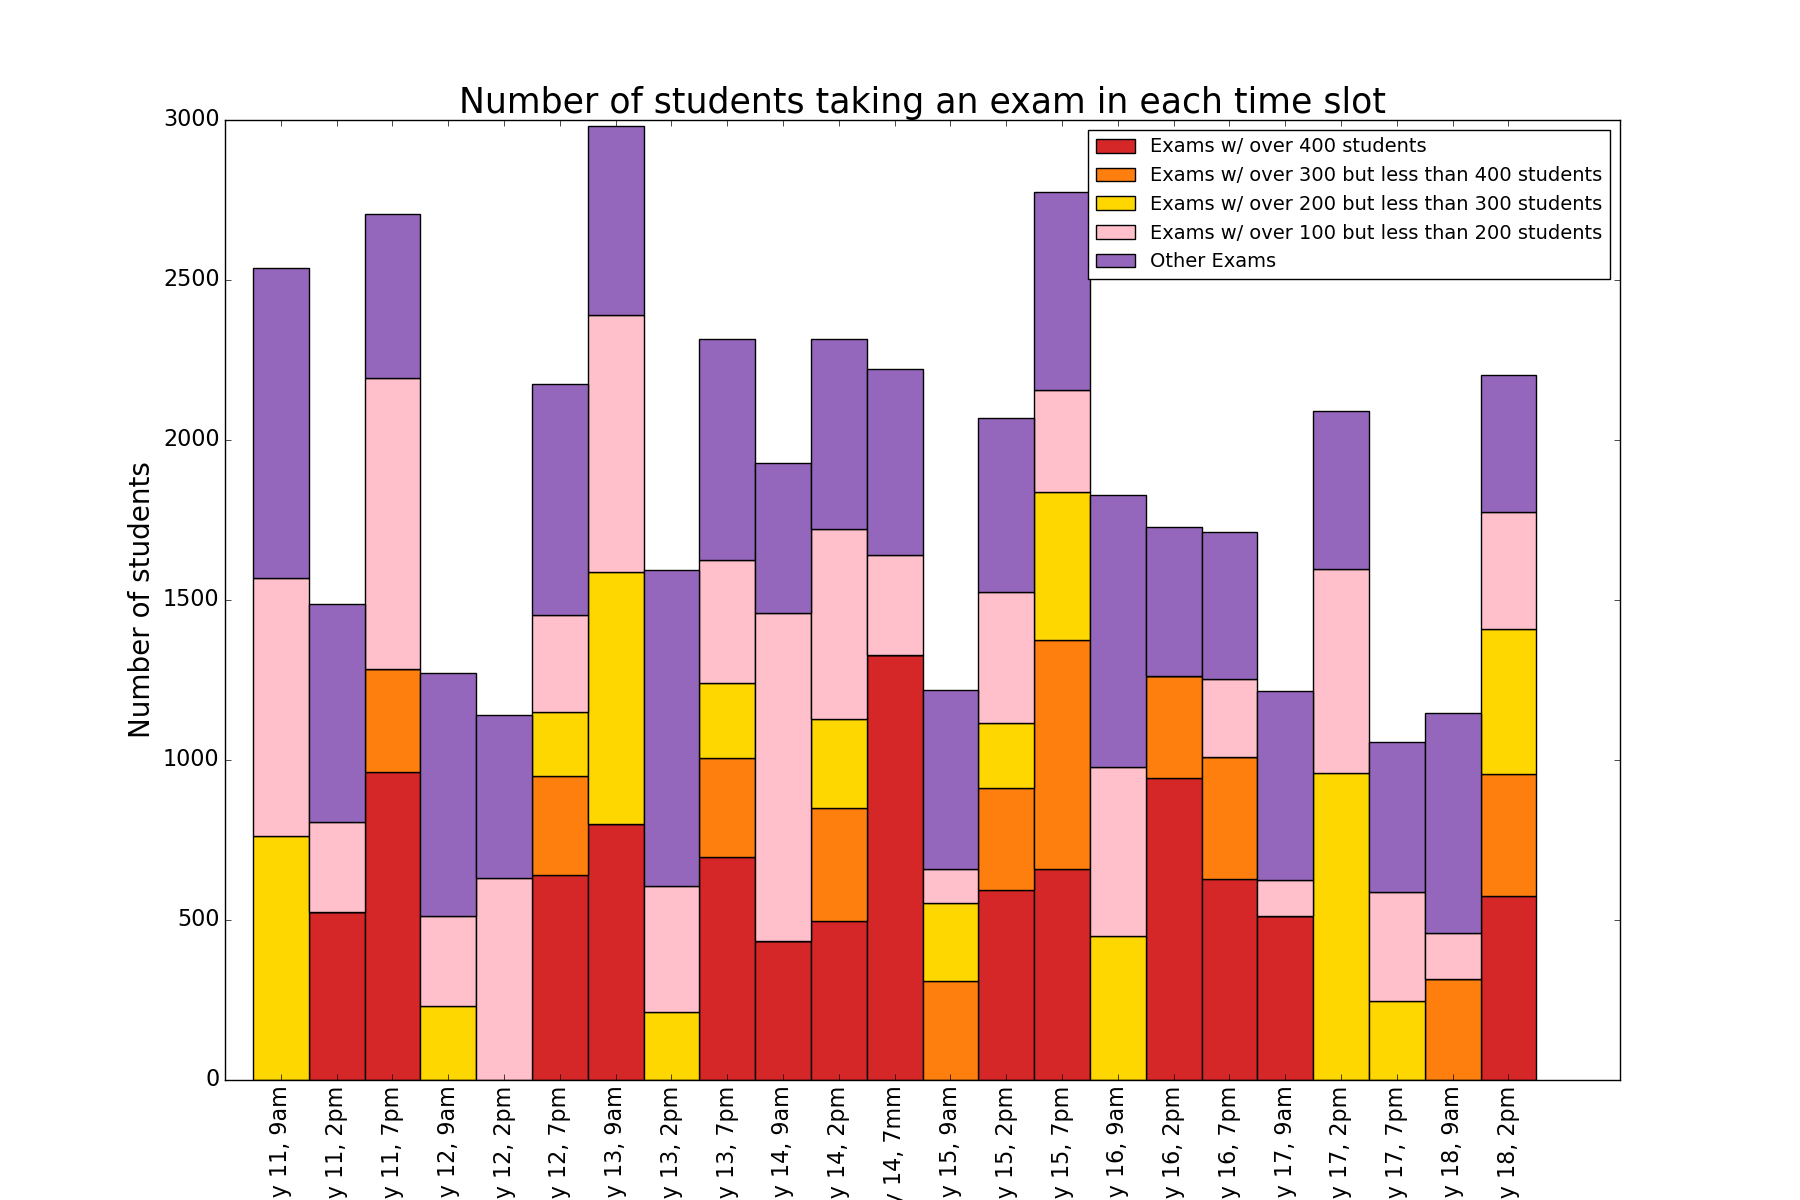 Number of students taking an exam in each time slot
Exams w/ over 400 students
Exams w/ over 300 but less than 400 students
Exams w/ over 200 but less than 300 students
Exams w/ over 100 but less than 200 students
Other Exams
Number of students
3000
2500
2000
1500
1000
500
0
y 11, 9am
y 11, 2pm
y 11, 7pm
y 12, 9am
y 12, 2pm
y 12, 7pm
y 13, 9am
y 13, 2pm
y 13, 7pm
y 14, 9am
y 14, 2pm
y 14, 7mm
y 15, 9am
y 15, 2pm
y 15, 7pm
y 16, 9am
y 16, 2pm
y 16, 7pm
y 17, 9am
y 17, 2pm
y 17, 7pm
y 18, 9am
y 18, 2pm